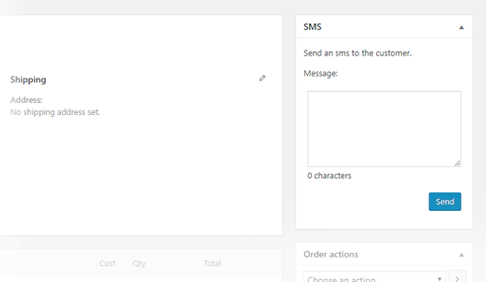 SMS
Send an sms to the customer.
Message:
Shipping
Address:
No shipping address set.
0 characters
Send
Order actions
Cost Qty Total
Choose an action